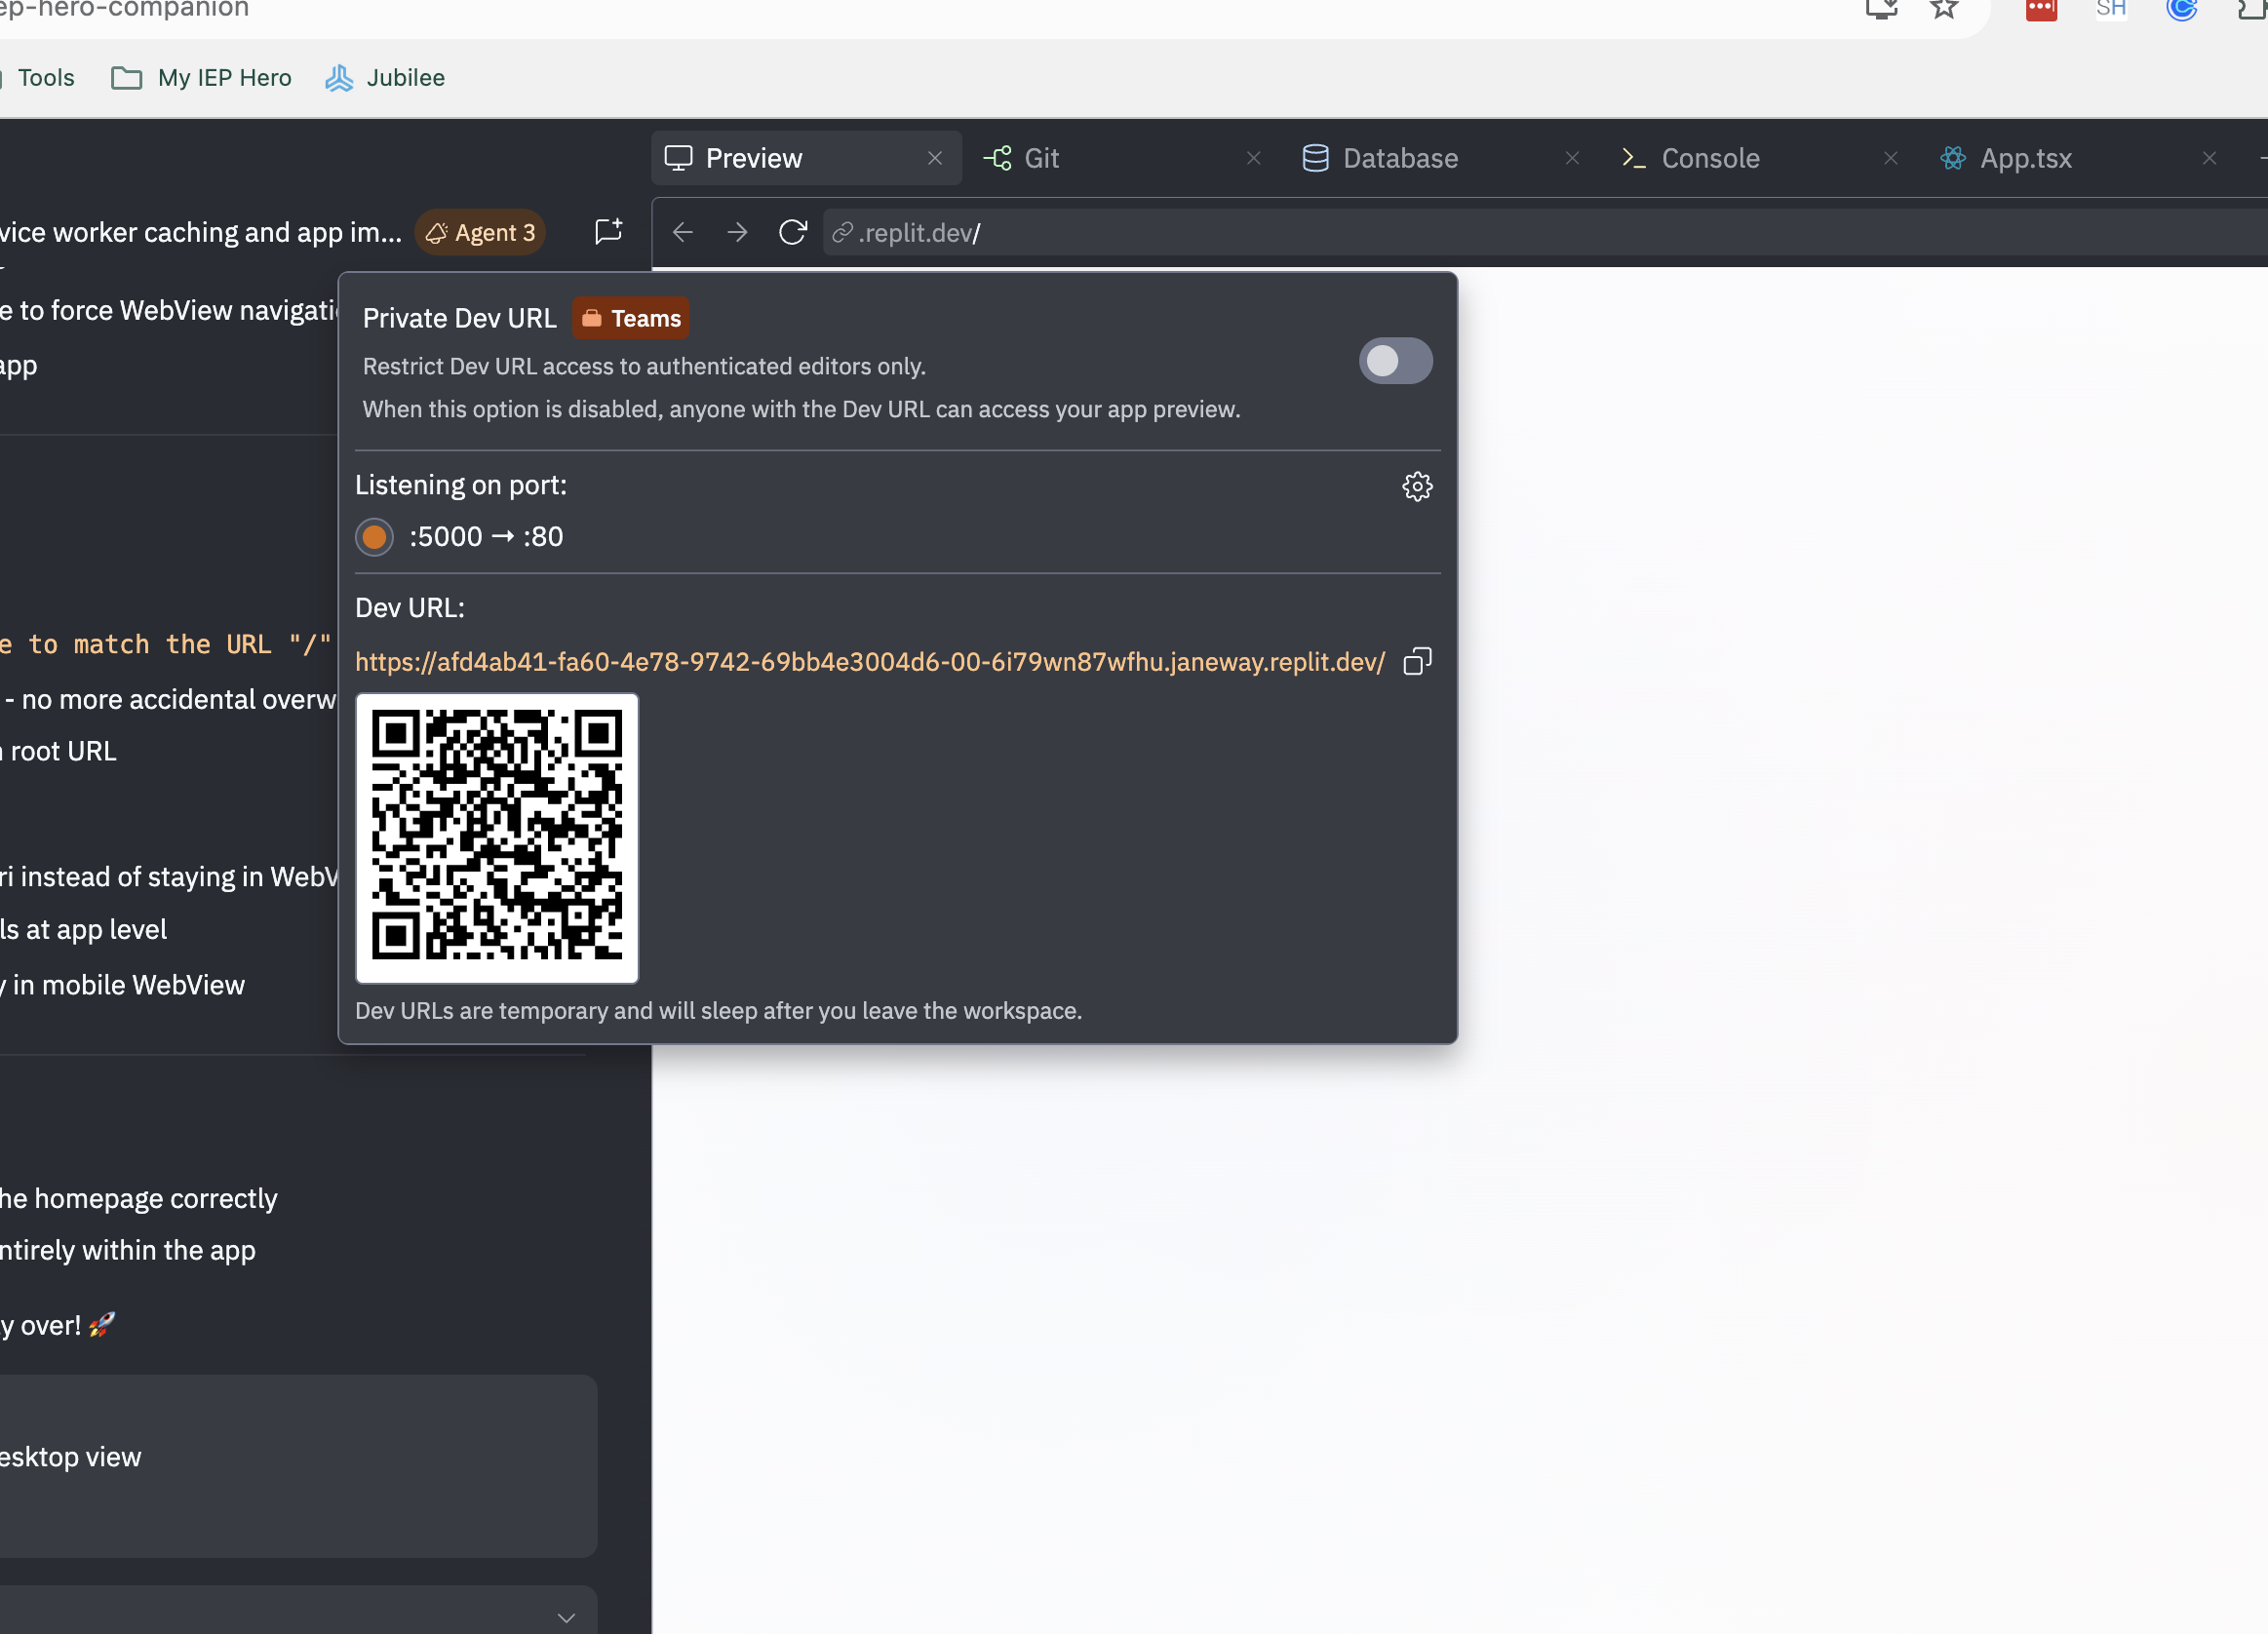 ep-hero-companion
SH
Tools
My IEP Hero
Jubilee
Preview
Git
Database
Console
App.tsx
vice worker caching and app im...
Agent 3
.replit.dev/
e to force WebView navigati
app
Private Dev URL
Teams
Restrict Dev URL access to authenticated editors only.
When this option is disabled, anyone with the Dev URL can access your app preview.
Listening on port:
:5000 → :80
Dev URL:
https://afd4ab41-fa60-4e78-9742-69bb4e3004d6-00-6i79wn87wfhu.janeway.replit.dev/
Dev URLs are temporary and will sleep after you leave the workspace.
e to match the URL "/"
- no more accidental overw
n root URL
ri instead of staying in WebV
ls at app level
y in mobile WebView
he homepage correctly
ntirely within the app
y over! 🚀
esktop view